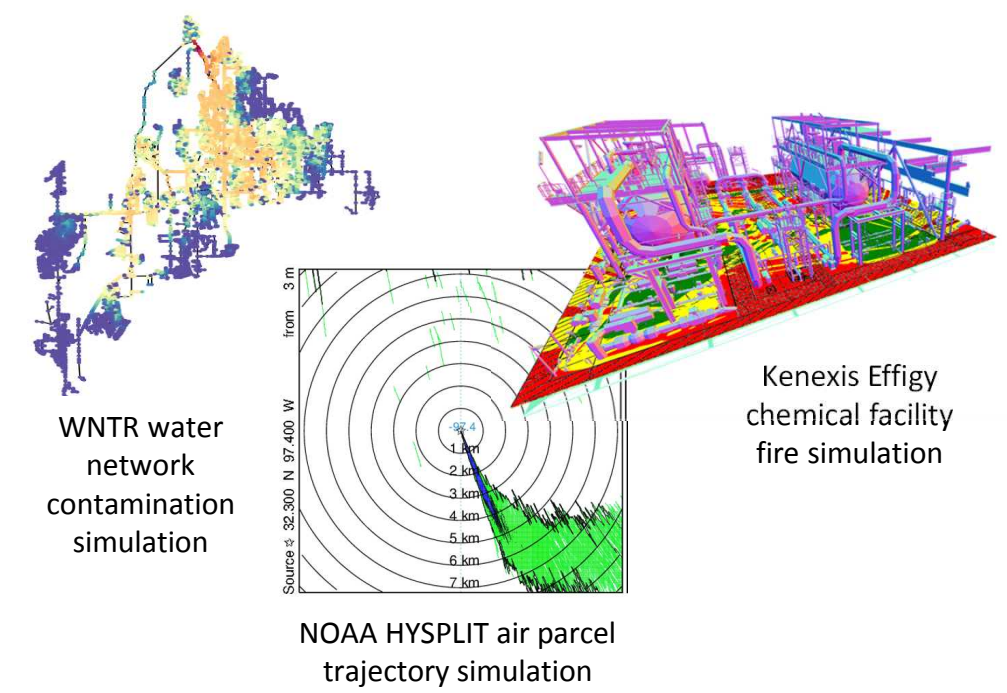 WNTR water
network
contamination
simulation
Source ☆ 32.300 N 97.400 W from 3 m
-97.4
1 km
2 km
3 km
4 km
5 km
6 km
7 km
NOAA HYSPLIT air parcel
trajectory simulation
Kenexis Effigy
chemical facility
fire simulation